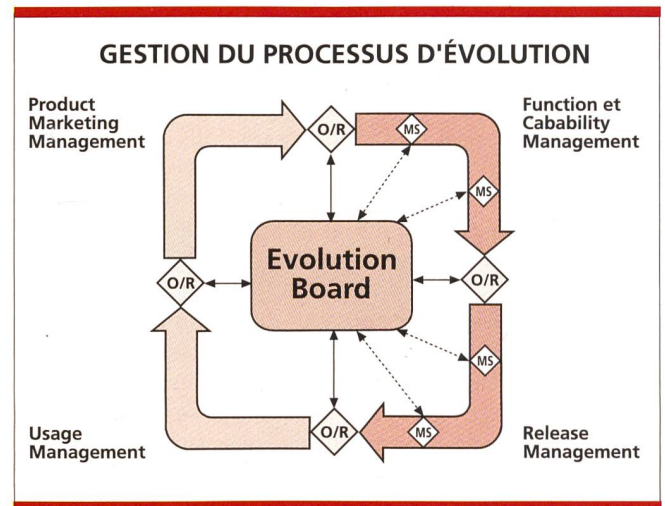 GESTION DU PROCESSUS D'ÉVOLUTION
Product
Marketing
Management
Function et
Cabability
Management
O/R
MS
MS
Evolution
Board
O/R
O/R
MS
O/R
MS
Usage
Management
Release
Management